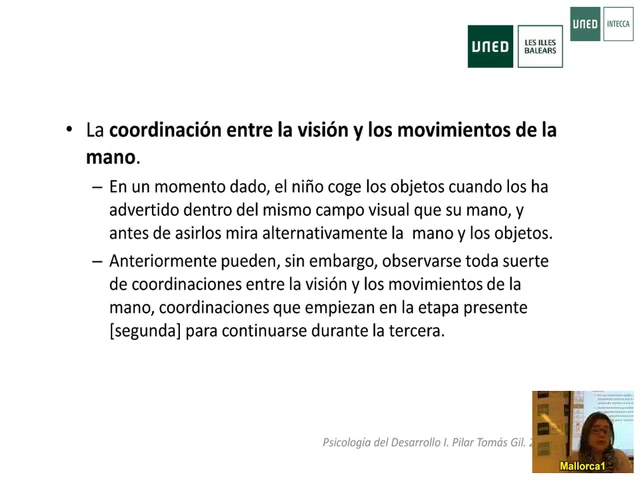 UNED
INTECCA
UNED
LES ILLES
BALEARS
• La coordinación entre la visión y los movimientos de la
mano.
– En un momento dado, el niño coge los objetos cuando los ha
advertido dentro del mismo campo visual que su mano, y
antes de asirlos mira alternativamente la mano y los objetos.
– Anteriormente pueden, sin embargo, observarse toda suerte
de coordinaciones entre la visión y los movimientos de la
mano, coordinaciones que empiezan en la etapa presente
[segunda] para continuarse durante la tercera.
Psicología del Desarrollo I. Pilar Tomás Gil.
Mallorca1